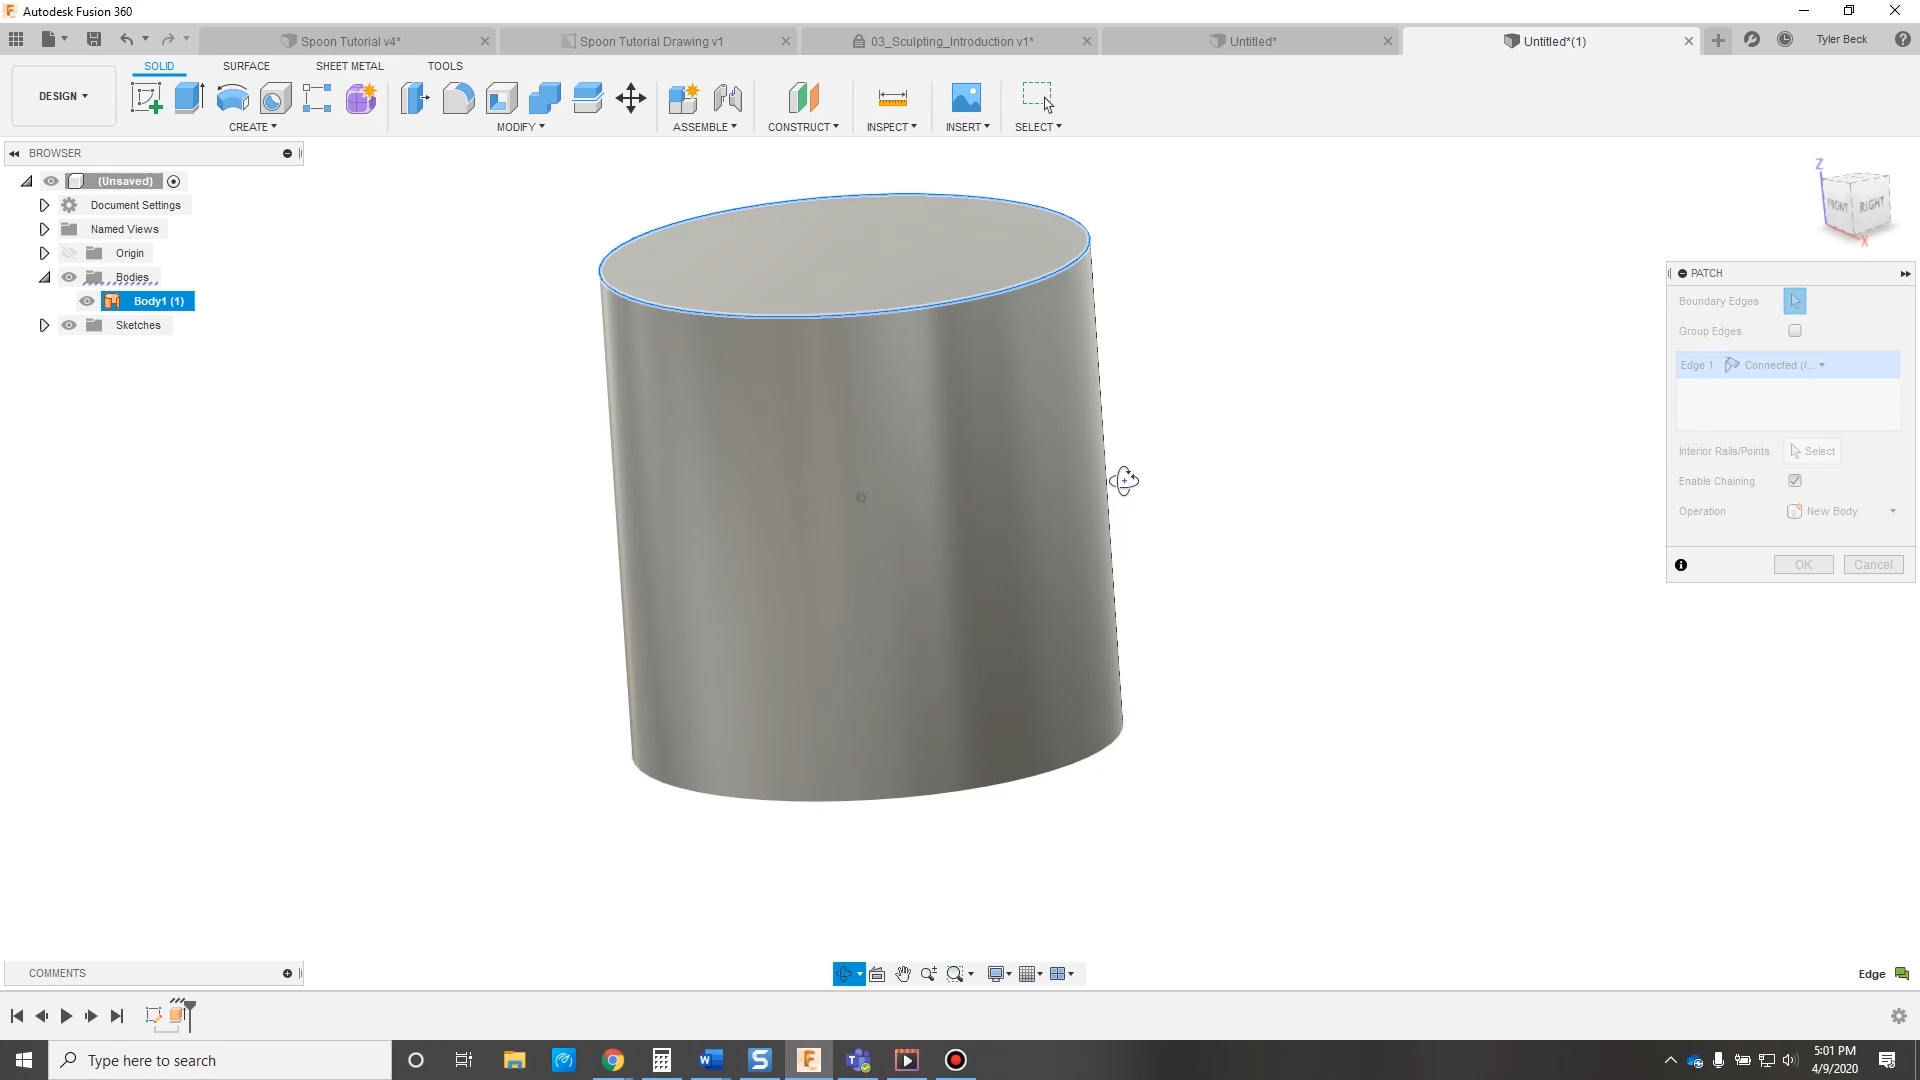 Autodesk Fusion 360
Spoon Tutorial v4*
Spoon Tutorial Drawing v1
03_Sculpting_Introduction v1*
Untitled*
Untitled*(1)
Tyler Beck
SOLID
SURFACE
SHEET METAL
TOOLS
DESIGN
CREATE
MODIFY
ASSEMBLE
CONSTRUCT
INSPECT
INSERT
SELECT
BROWSER
(Unsaved)
Document Settings
Named Views
Origin
Bodies
Body1 (1)
Sketches
Z
FRONT
RIGHT
X
PATCH
Boundary Edges
Group Edges
Edge 1 Connected (...
Interior Rails/Points Select
Enable Chaining
Operation New Body
OK Cancel
COMMENTS
Edge
Type here to search
5:01 PM
4/9/2020